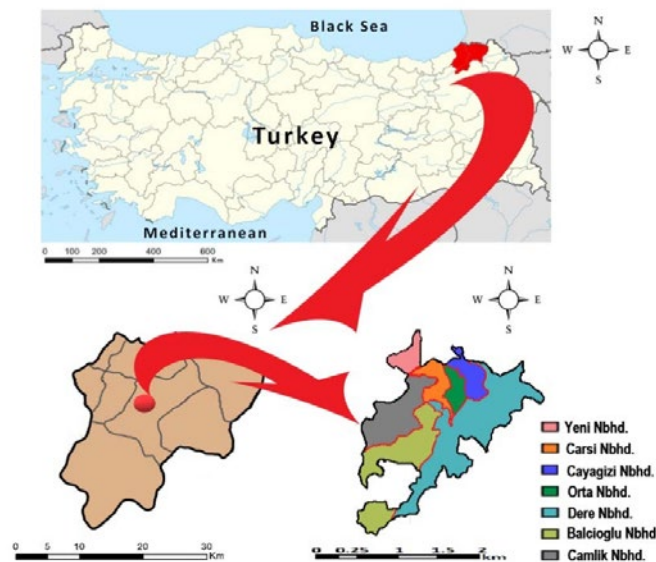 Black Sea
N
W E
S
Turkey
Mediterranean
0 100 200 400 600
Km
N
W E
S
N
W E
S
Yeni Nbhd.
Carsi Nbhd.
Cayagizi Nbhd.
Orta Nbhd.
Dere Nbhd.
Balcioglu Nbhd
Camlik Nbhd.
0 5 10 20 30
Km
0 0.25 0.5 1 2
km